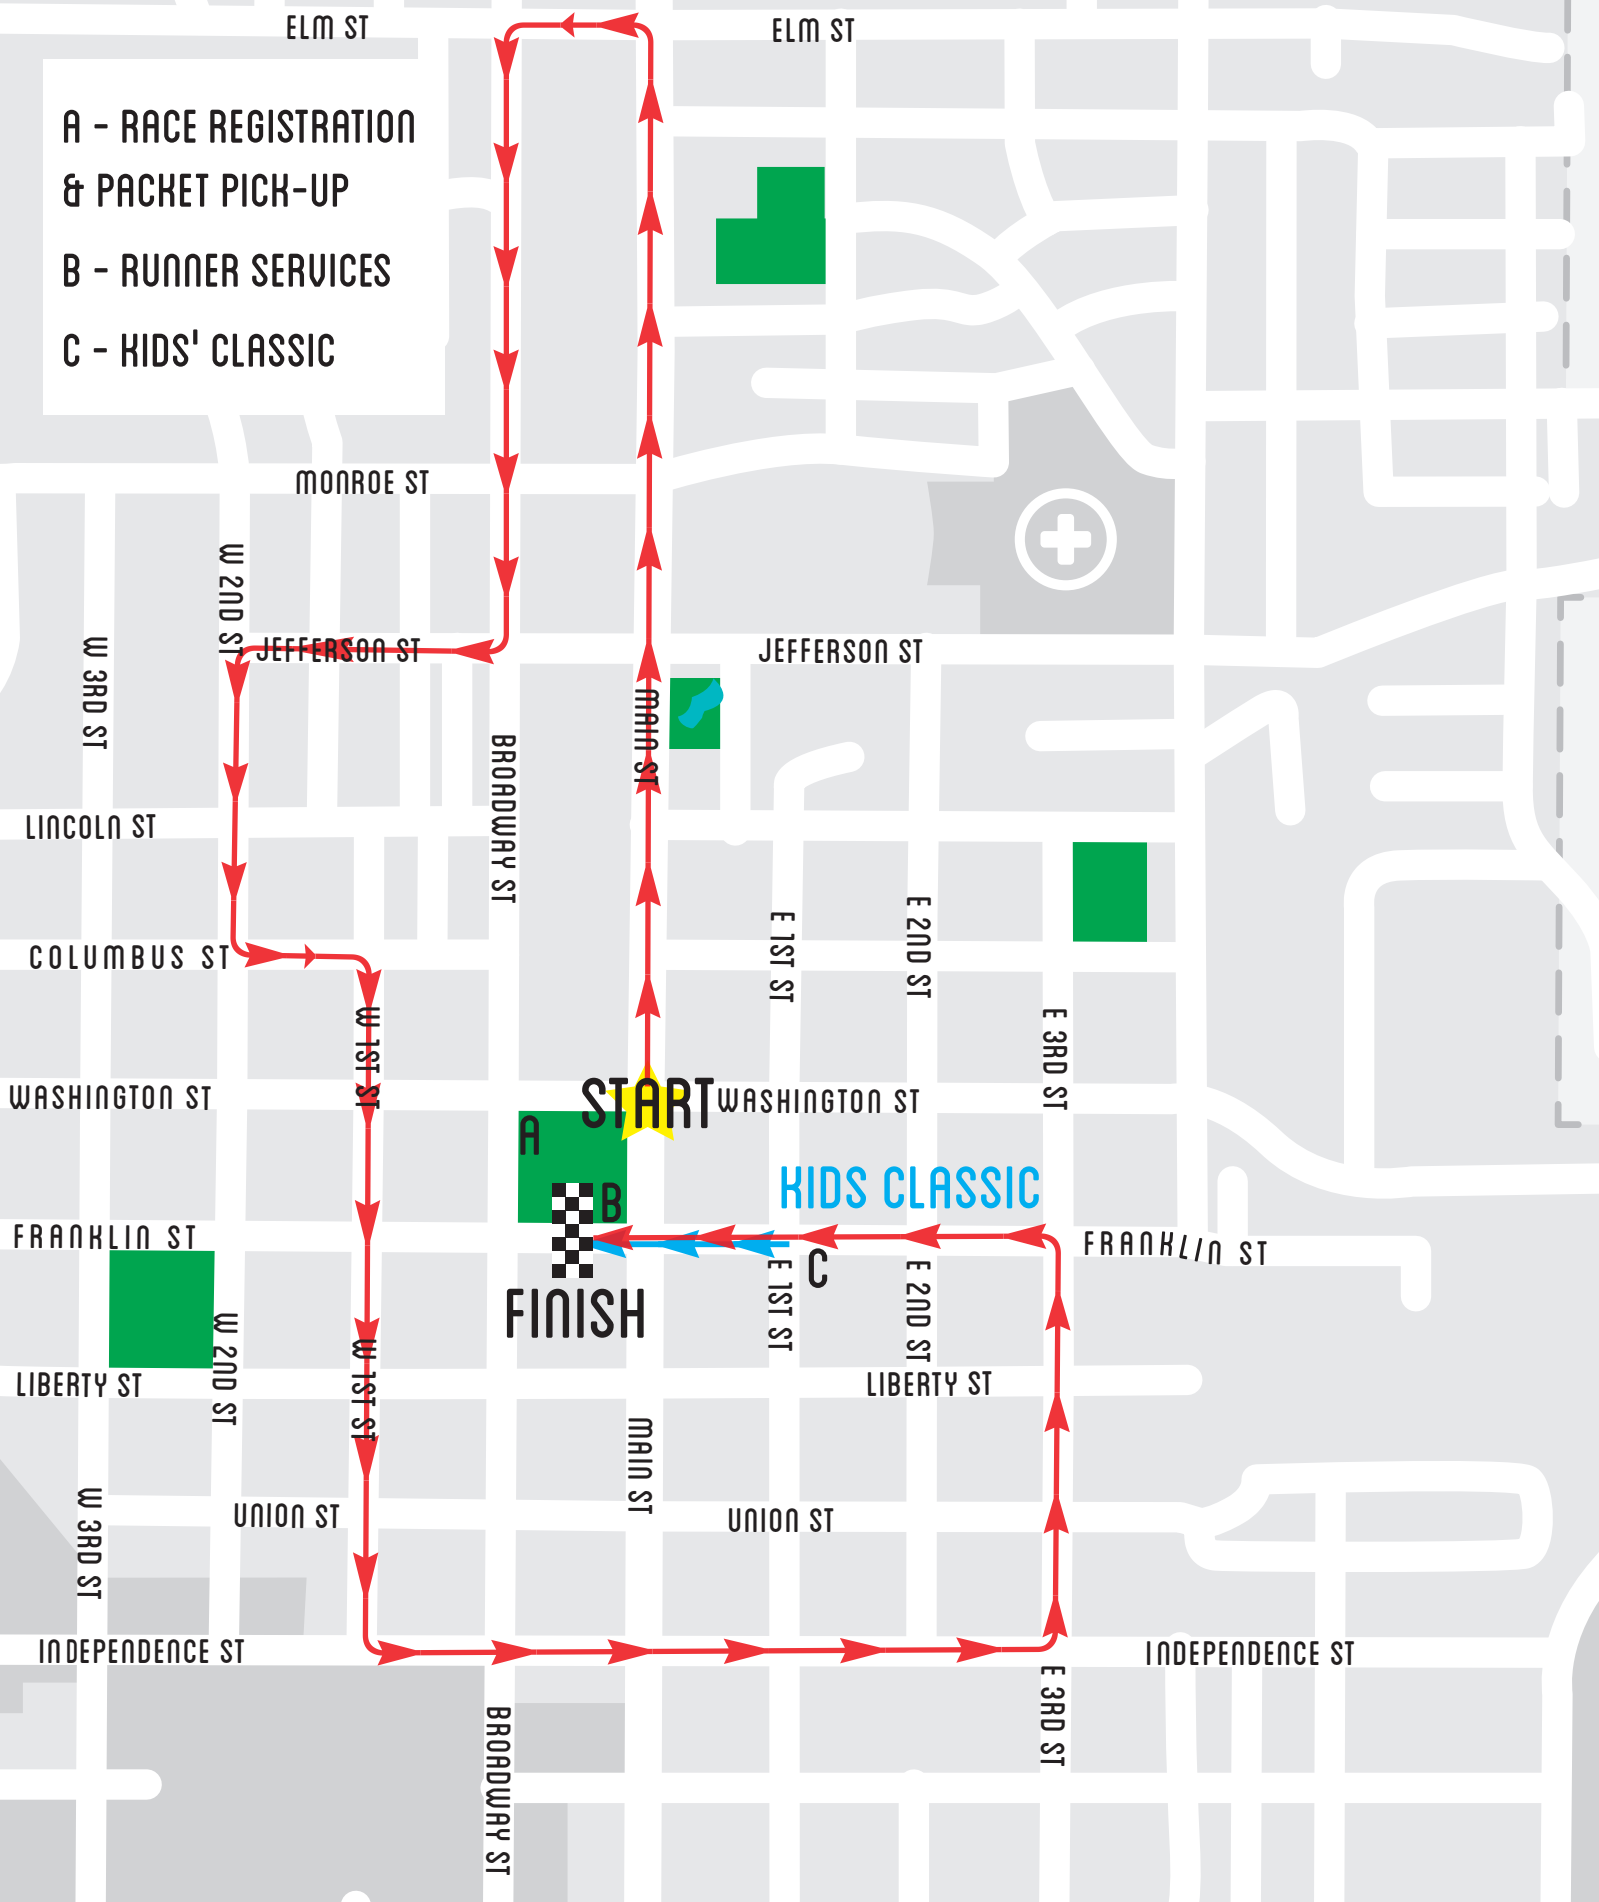 ELM ST
ELM ST
A - RACE REGISTRATION
& PACKET PICK-UP
B - RUNNER SERVICES
C - KIDS' CLASSIC
MONROE ST
W 2ND ST
W 3RD ST
JEFFERSON ST
JEFFERSON ST
MAIN ST
BROADWAY ST
LINCOLN ST
E 1ST ST
E 2ND ST
COLUMBUS ST
W 1ST ST
E 3RD ST
WASHINGTON ST
START
WASHINGTON ST
A
KIDS CLASSIC
B
FRANKLIN ST
FRANKLIN ST
C
E 1ST ST
E 2ND ST
FINISH
W 2ND ST
W 1ST ST
LIBERTY ST
LIBERTY ST
MAIN ST
W 3RD ST
UNION ST
UNION ST
INDEPENDENCE ST
INDEPENDENCE ST
E 3RD ST
BROADWAY ST